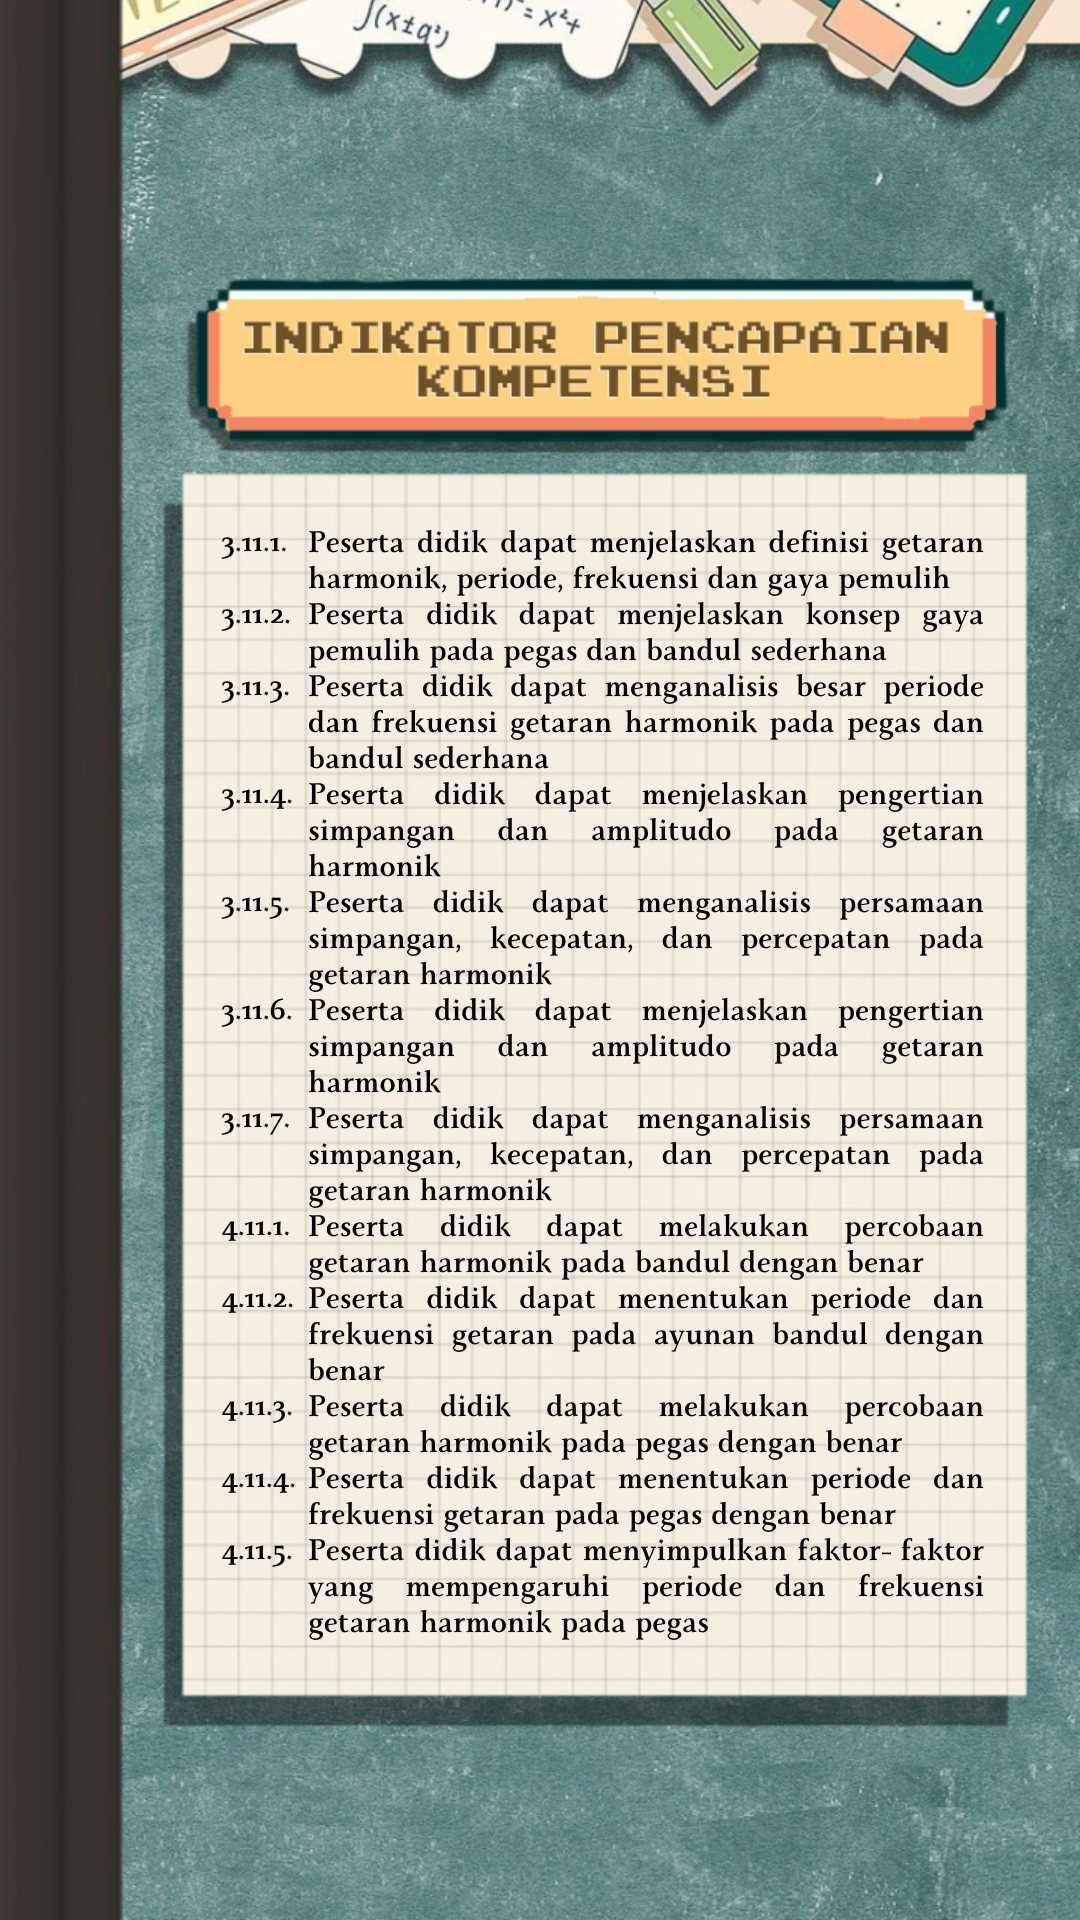 ∫(x±a²)
²= x²+
INDIKATOR PENCAPAIAN
KOMPETENSI
3.11.1. Peserta didik dapat menjelaskan definisi getaran
harmonik, periode, frekuensi dan gaya pemulih
3.11.2. Peserta didik dapat menjelaskan konsep gaya
pemulih pada pegas dan bandul sederhana
3.11.3. Peserta didik dapat menganalisis besar periode
dan frekuensi getaran harmonik pada pegas dan
bandul sederhana
3.11.4. Peserta didik dapat menjelaskan pengertian
simpangan dan amplitudo pada getaran
harmonik
3.11.5. Peserta didik dapat menganalisis persamaan
simpangan, kecepatan, dan percepatan pada
getaran harmonik
3.11.6. Peserta didik dapat menjelaskan pengertian
simpangan dan amplitudo pada getaran
harmonik
3.11.7. Peserta didik dapat menganalisis persamaan
simpangan, kecepatan, dan percepatan pada
getaran harmonik
4.11.1. Peserta didik dapat melakukan percobaan
getaran harmonik pada bandul dengan benar
4.11.2. Peserta didik dapat menentukan periode dan
frekuensi getaran pada ayunan bandul dengan
benar
4.11.3. Peserta didik dapat melakukan percobaan
getaran harmonik pada pegas dengan benar
4.11.4. Peserta didik dapat menentukan periode dan
frekuensi getaran pada pegas dengan benar
4.11.5. Peserta didik dapat menyimpulkan faktor- faktor
yang mempengaruhi periode dan frekuensi
getaran harmonik pada pegas